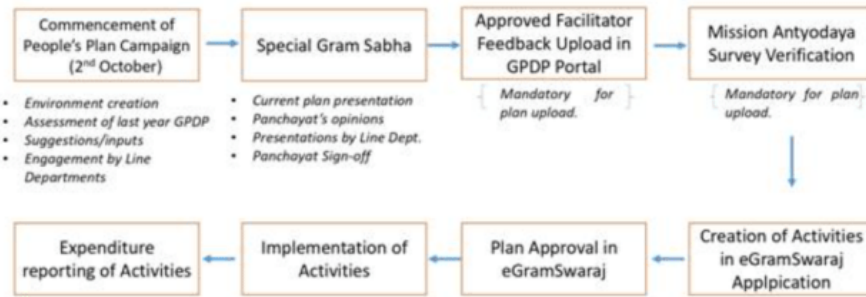 Commencement of
People's Plan Campaign
(2nd October)
• Environment creation
• Assessment of last year GPDP
• Suggestions/inputs
• Engagement by Line
Departments
Special Gram Sabha
• Current plan presentation
• Panchayat's opinions
• Presentations by Line Dept.
• Panchayat Sign-off
Approved Facilitator
Feedback Upload in
GPDP Portal
Mandatory for
plan upload.
Mission Antyodaya
Survey Verification
Mandatory for plan
upload.
Creation of Activities
in eGramSwaraj
Applpication
Plan Approval in
eGramSwaraj
Implementation of
Activities
Expenditure
reporting of Activities